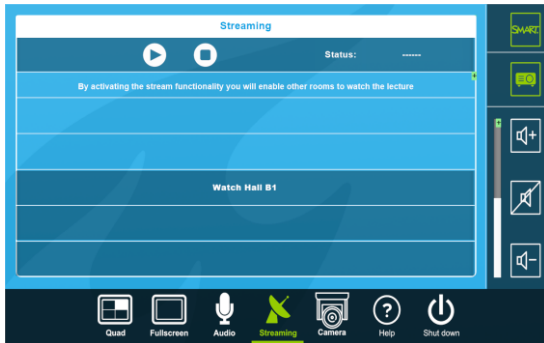 Streaming
SMART
Status: ------
By activating the stream functionality you will enable other rooms to watch the lecture
Watch Hall B1
Quad
Fullscreen
Audio
Streaming
Camera
Help
Shut down